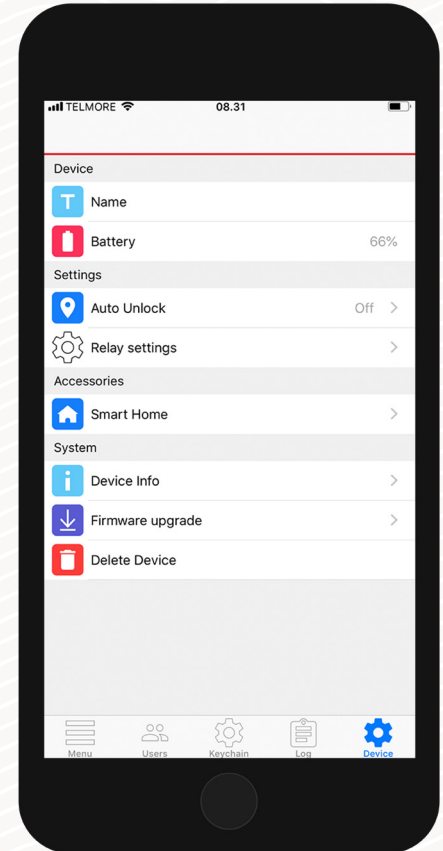 TELMORE 08.31
Device
T Name
Battery 66%
Settings
Auto Unlock Off
Relay settings
Accessories
Smart Home
System
i Device Info
Firmware upgrade
Delete Device
Menu Users Keychain Log Device